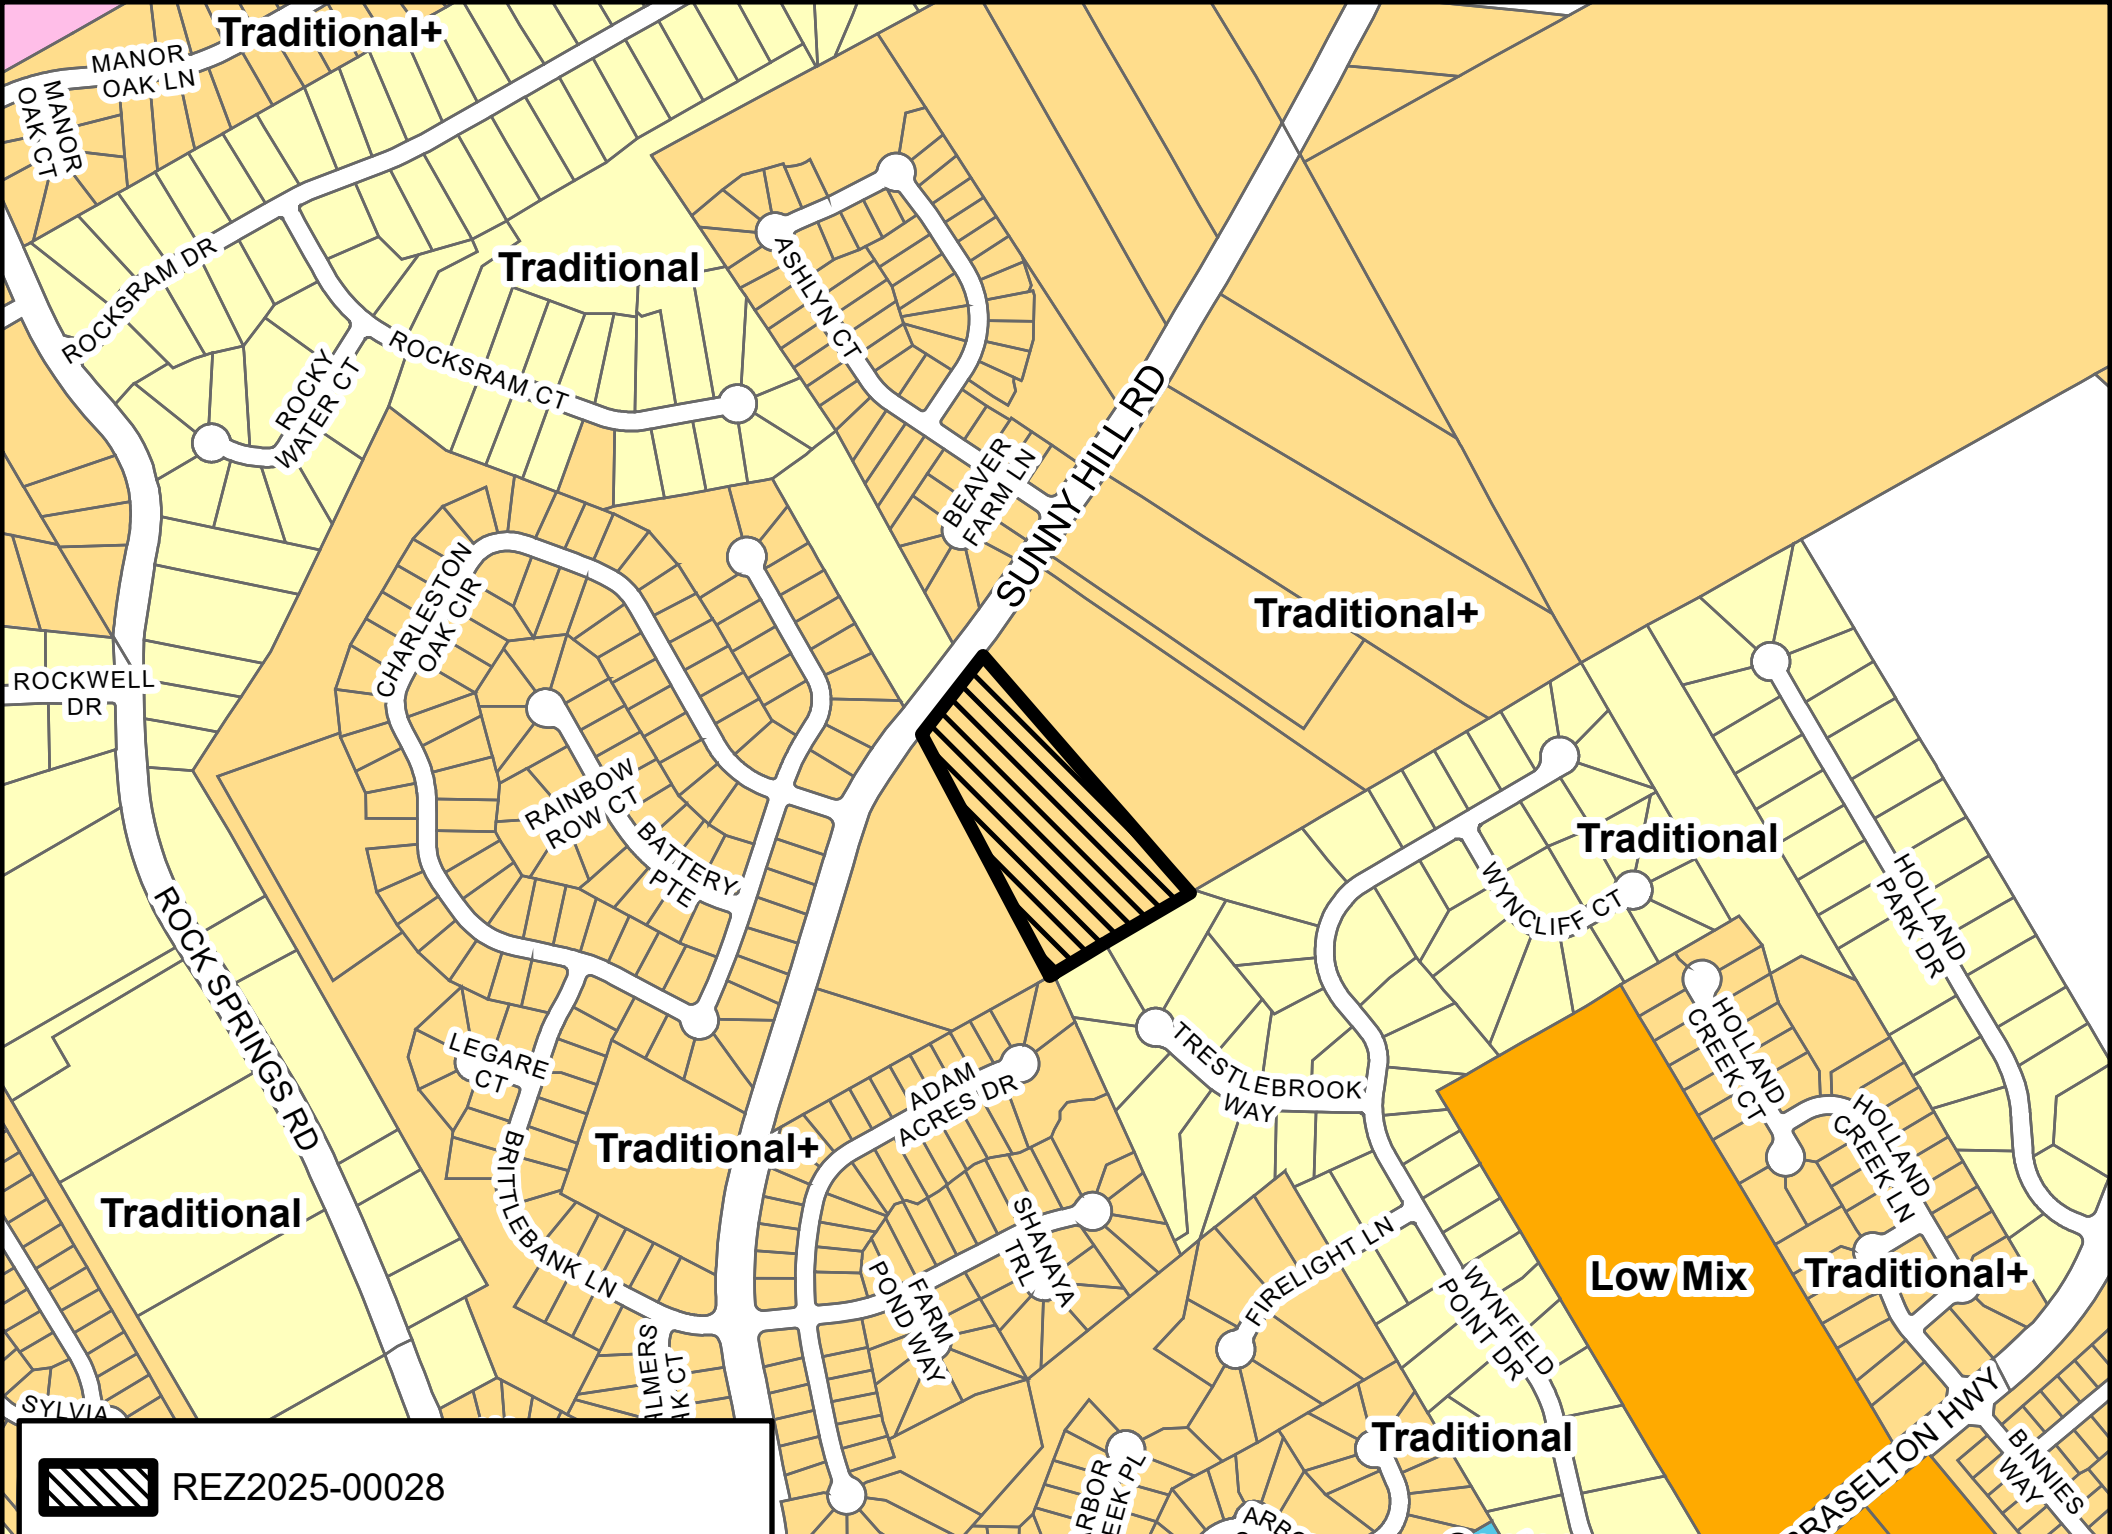 Traditional+
MANOR
OAK LN
MANOR
OAK CT
ROCKSRAM DR
Traditional
ASHLYN CT
ROCKY
WATER CT
ROCKSRAM CT
BEAVER
FARM LN
SUNNY HILL RD
CHARLESTON
OAK CIR
Traditional+
ROCKWELL
DR
RAINBOW
ROW CT
BATTERY
PTE
Traditional
WYNCLIFF CT
HOLLAND
PARK DR
ROCK SPRINGS RD
HOLLAND
CREEK CT
LEGARE
CT
ADAM
ACRES DR
TRESTLEBROOK
WAY
HOLLAND
CREEK LN
Traditional+
BRITTLEBANK LN
Traditional
SHANAYA
TRL
FARM
POND WAY
FIRELIGHT LN
WYNFIELD
POINT DR
Low Mix
Traditional+
SYLVIA
Traditional
BINNIES
WAY
REZ2025-00028